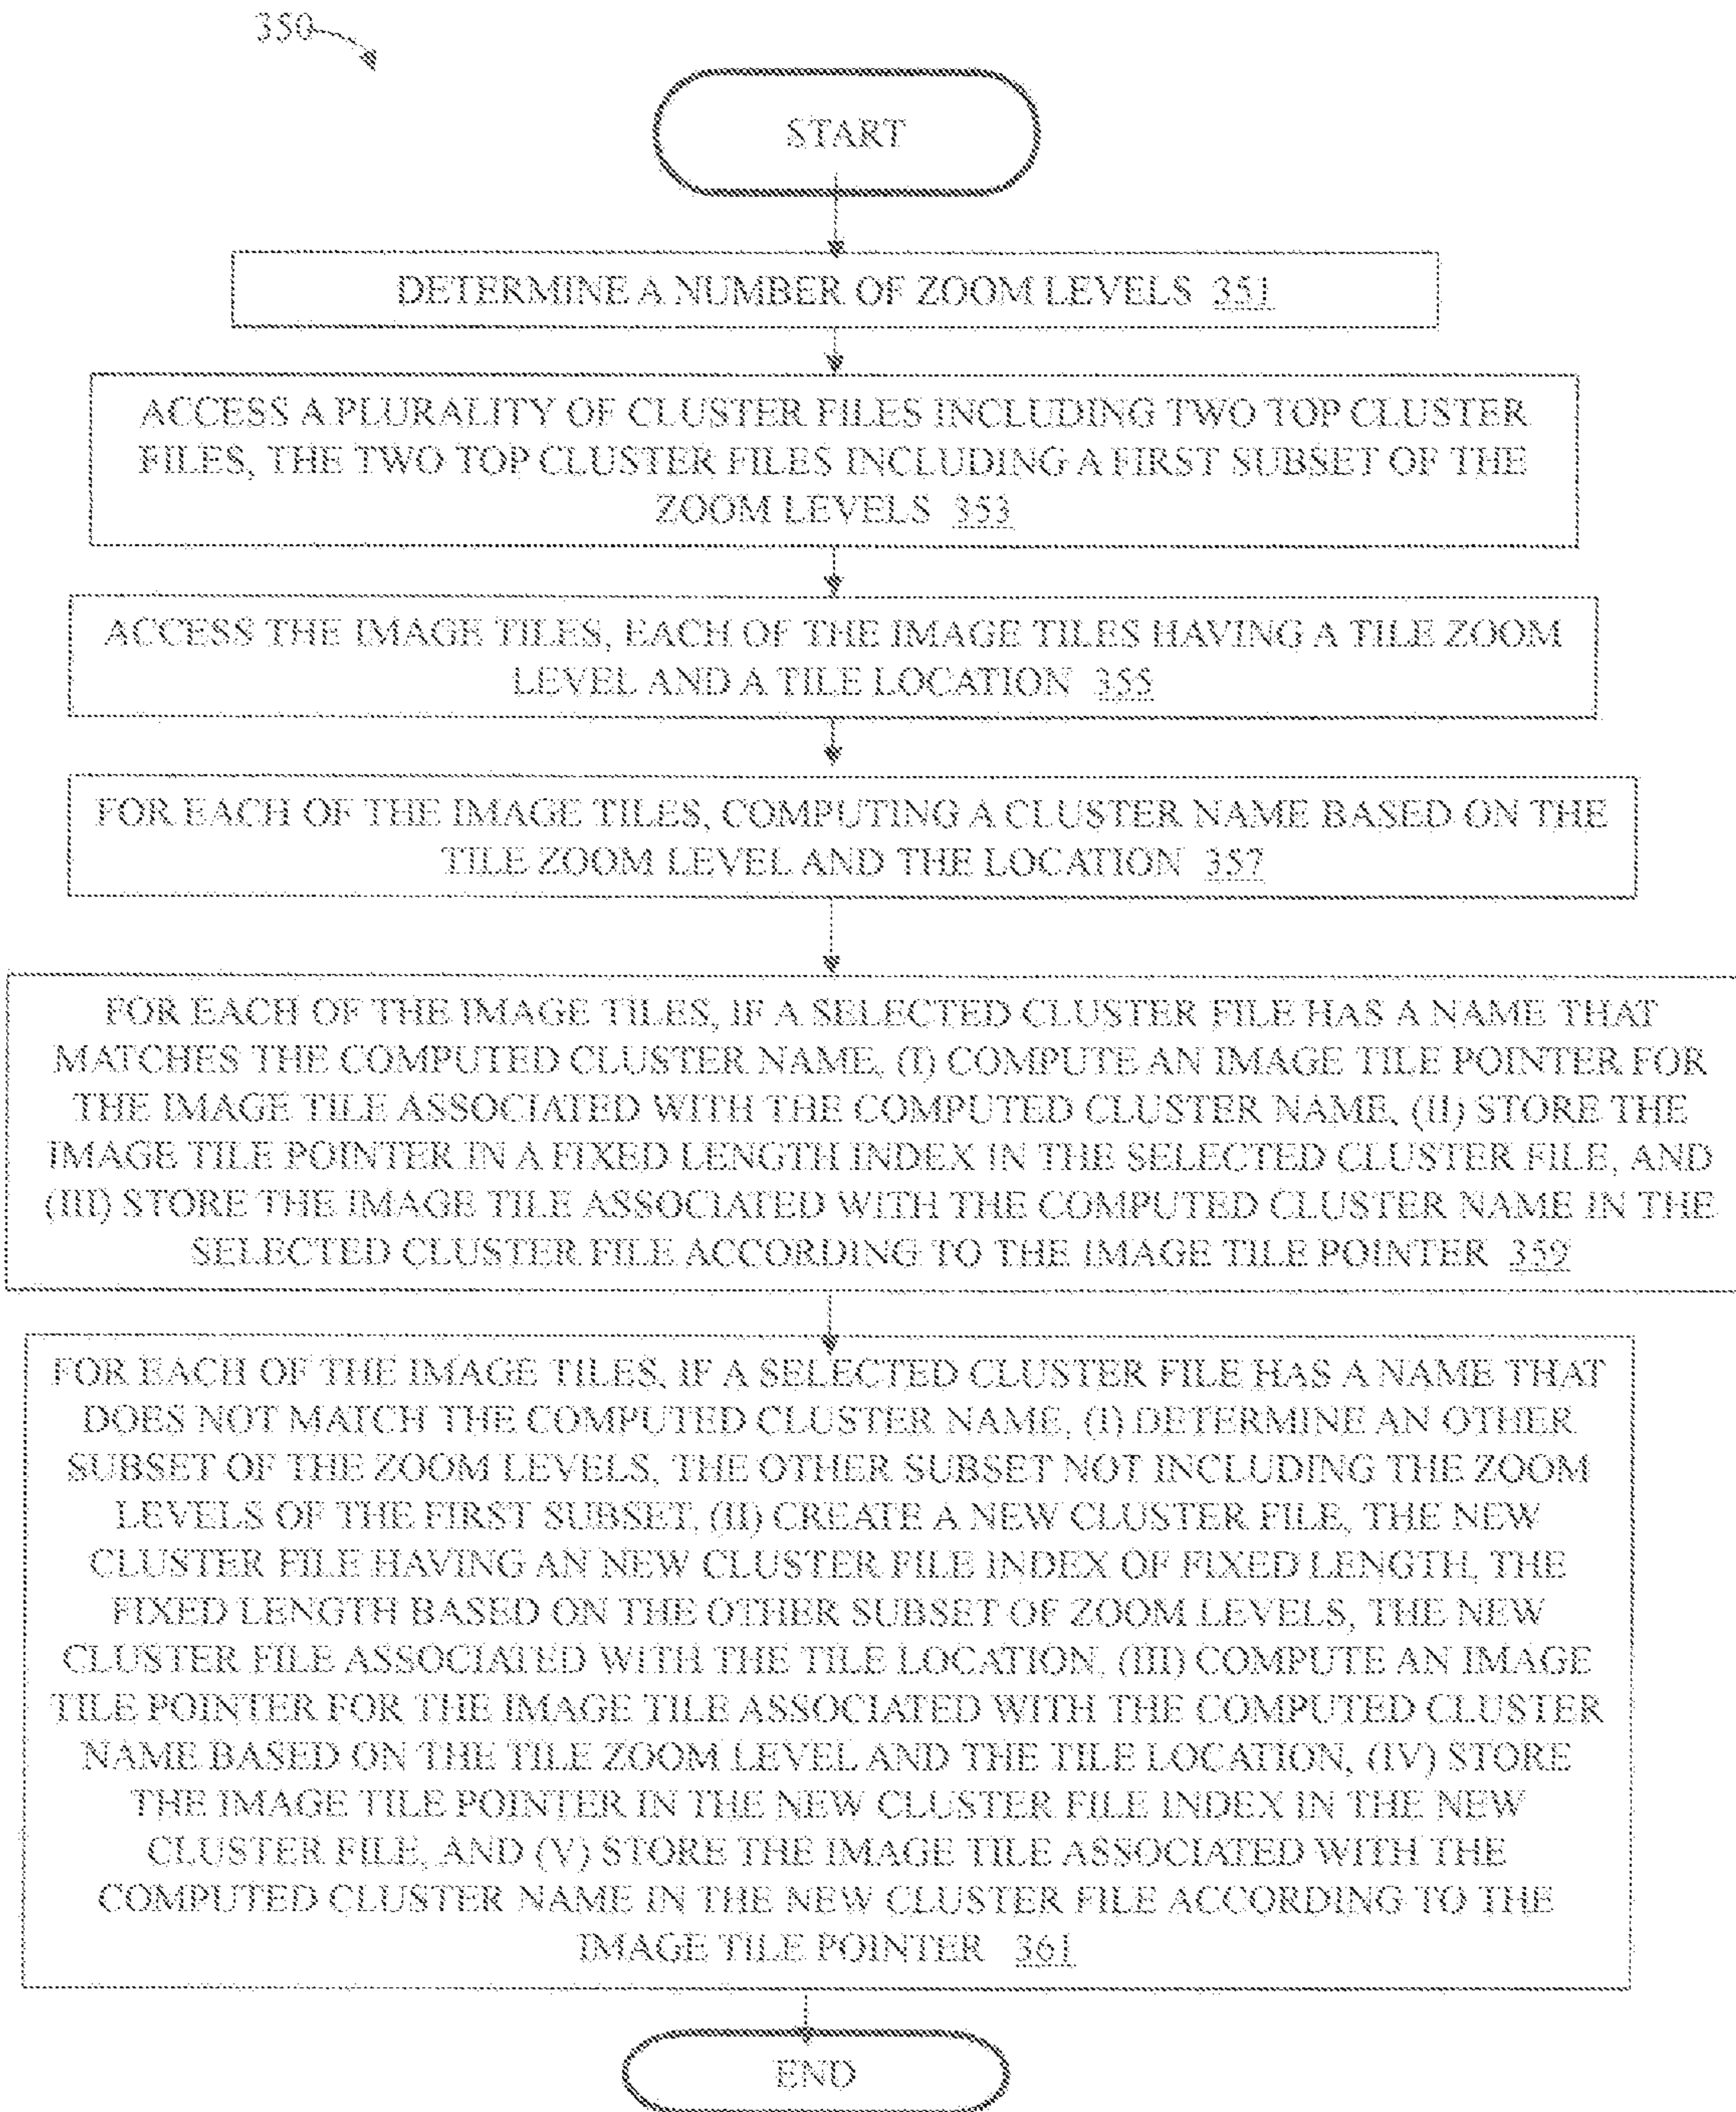 350
START
DETERMINE A NUMBER OF ZOOM LEVELS 351
ACCESS A PLURALITY OF CLUSTER FILES INCLUDING TWO TOP CLUSTER
FILES, THE TWO TOP CLUSTER FILES INCLUDING A FIRST SUBSET OF THE
ZOOM LEVELS 353
ACCESS THE IMAGE TILES, EACH OF THE IMAGE TILES HAVING A TILE ZOOM
LEVEL AND A TILE LOCATION 355
FOR EACH OF THE IMAGE TILES, COMPUTING A CLUSTER NAME BASED ON THE
TILE ZOOM LEVEL AND THE LOCATION 357
FOR EACH OF THE IMAGE TILES, IF A SELECTED CLUSTER FILE HAS A NAME THAT
MATCHES THE COMPUTED CLUSTER NAME, (I) COMPUTE AN IMAGE TILE POINTER FOR
THE IMAGE TILE ASSOCIATED WITH THE COMPUTED CLUSTER NAME, (II) STORE THE
IMAGE TILE POINTER IN A FIXED LENGTH INDEX IN THE SELECTED CLUSTER FILE, AND
(III) STORE THE IMAGE TILE ASSOCIATED WITH THE COMPUTED CLUSTER NAME IN THE
SELECTED CLUSTER FILE ACCORDING TO THE IMAGE TILE POINTER 359
FOR EACH OF THE IMAGE TILES, IF A SELECTED CLUSTER FILE HAS A NAME THAT
DOES NOT MATCH THE COMPUTED CLUSTER NAME, (I) DETERMINE AN OTHER
SUBSET OF THE ZOOM LEVELS, THE OTHER SUBSET NOT INCLUDING THE ZOOM
LEVELS OF THE FIRST SUBSET, (II) CREATE A NEW CLUSTER FILE, THE NEW
CLUSTER FILE HAVING AN NEW CLUSTER FILE INDEX OF FIXED LENGTH, THE
FIXED LENGTH BASED ON THE OTHER SUBSET OF ZOOM LEVELS, THE NEW
CLUSTER FILE ASSOCIATED WITH THE TILE LOCATION, (III) COMPUTE AN IMAGE
TILE POINTER FOR THE IMAGE TILE ASSOCIATED WITH THE COMPUTED CLUSTER
NAME BASED ON THE TILE ZOOM LEVEL AND THE TILE LOCATION, (IV) STORE
THE IMAGE TILE POINTER IN THE NEW CLUSTER FILE INDEX IN THE NEW
CLUSTER FILE, AND (V) STORE THE IMAGE TILE ASSOCIATED WITH THE
COMPUTED CLUSTER NAME IN THE NEW CLUSTER FILE ACCORDING TO THE
IMAGE TILE POINTER 361
END